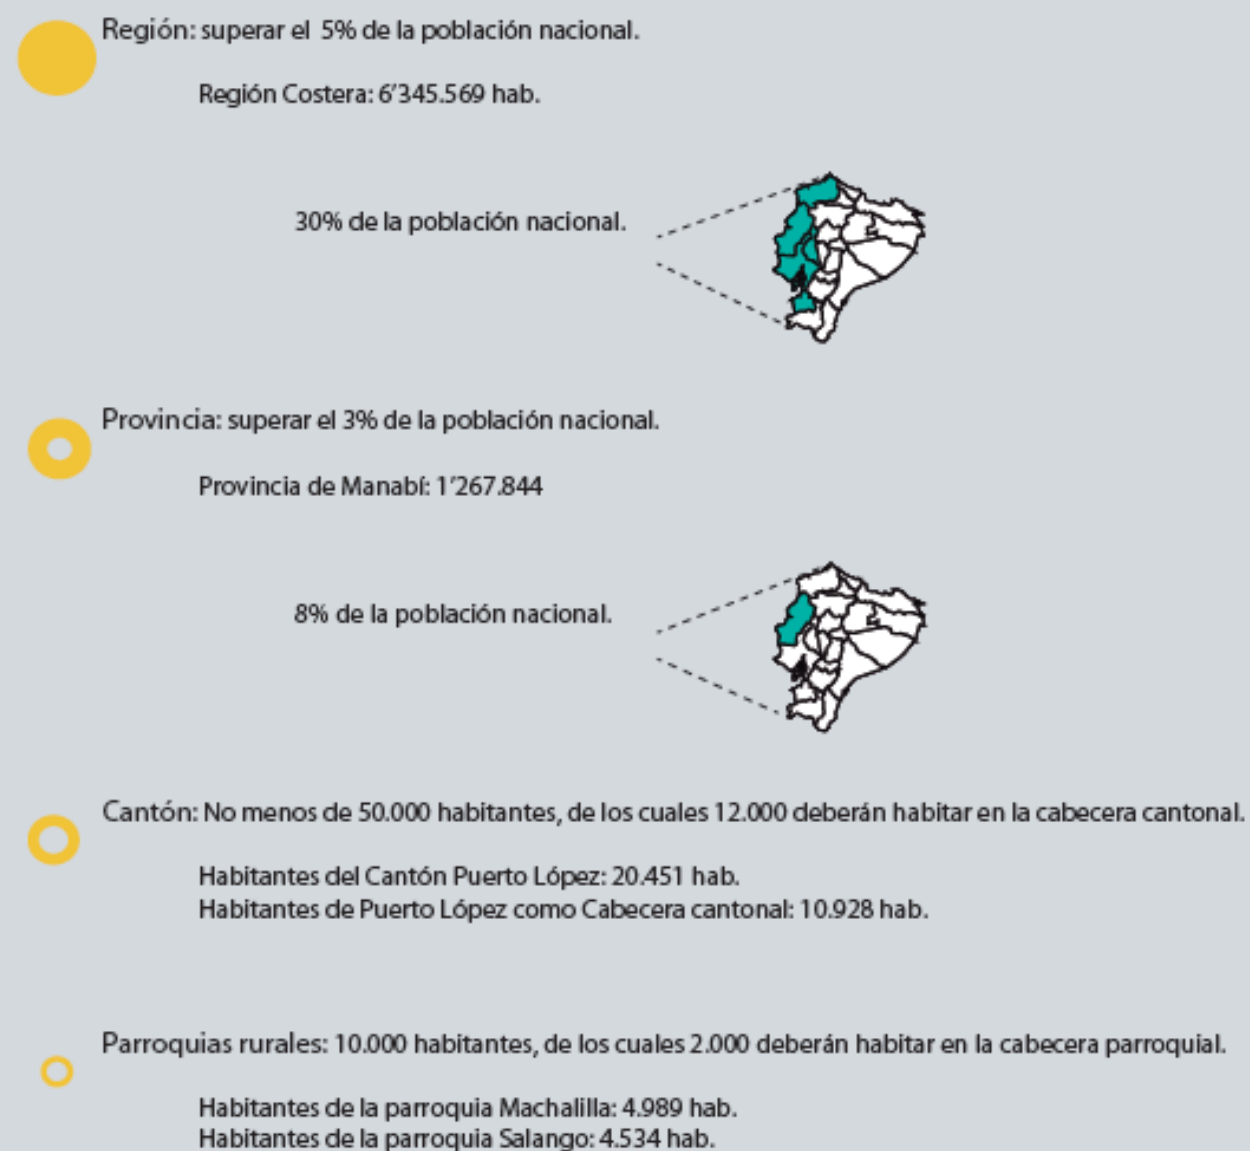 Región: superar el 5% de la población nacional.
Región Costera: 6'345.569 hab.
30% de la población nacional.
Provincia: superar el 3% de la población nacional.
Provincia de Manabí: 1'267.844
8% de la población nacional.
Cantón: No menos de 50.000 habitantes, de los cuales 12.000 deberán habitar en la cabecera cantonal.
Habitantes del Cantón Puerto López: 20.451 hab.
Habitantes de Puerto López como Cabecera cantonal: 10.928 hab.
Parroquias rurales: 10.000 habitantes, de los cuales 2.000 deberán habitar en la cabecera parroquial.
Habitantes de la parroquia Machalilla: 4.989 hab.
Habitantes de la parroquia Salango: 4.534 hab.